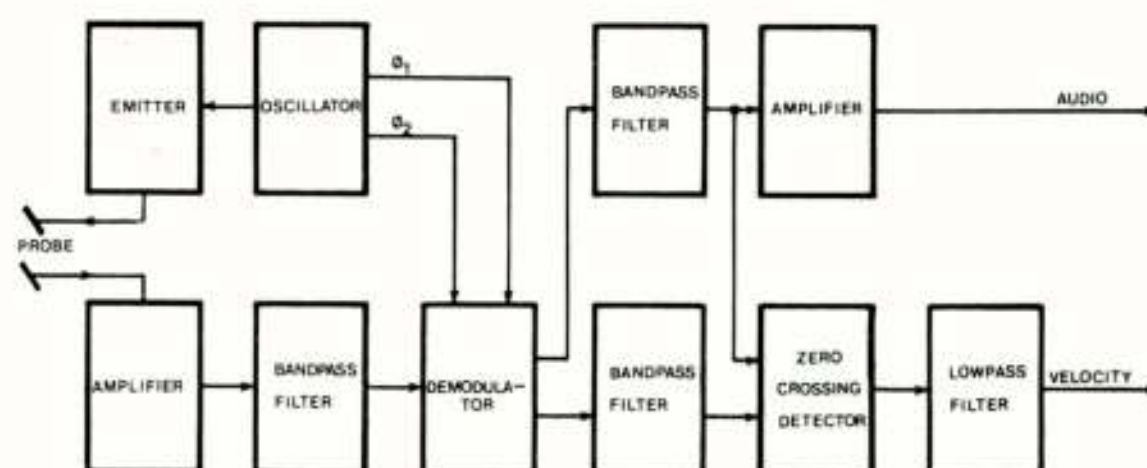 EMITTER
OSCILLATOR
Ø1
Ø2
BANDPASS
FILTER
AMPLIFIER
AUDIO
PROBE
AMPLIFIER
BANDPASS
FILTER
DEMODULA-
TOR
BANDPASS
FILTER
ZERO
CROSSING
DETECTOR
LOWPASS
FILTER
VELOCITY